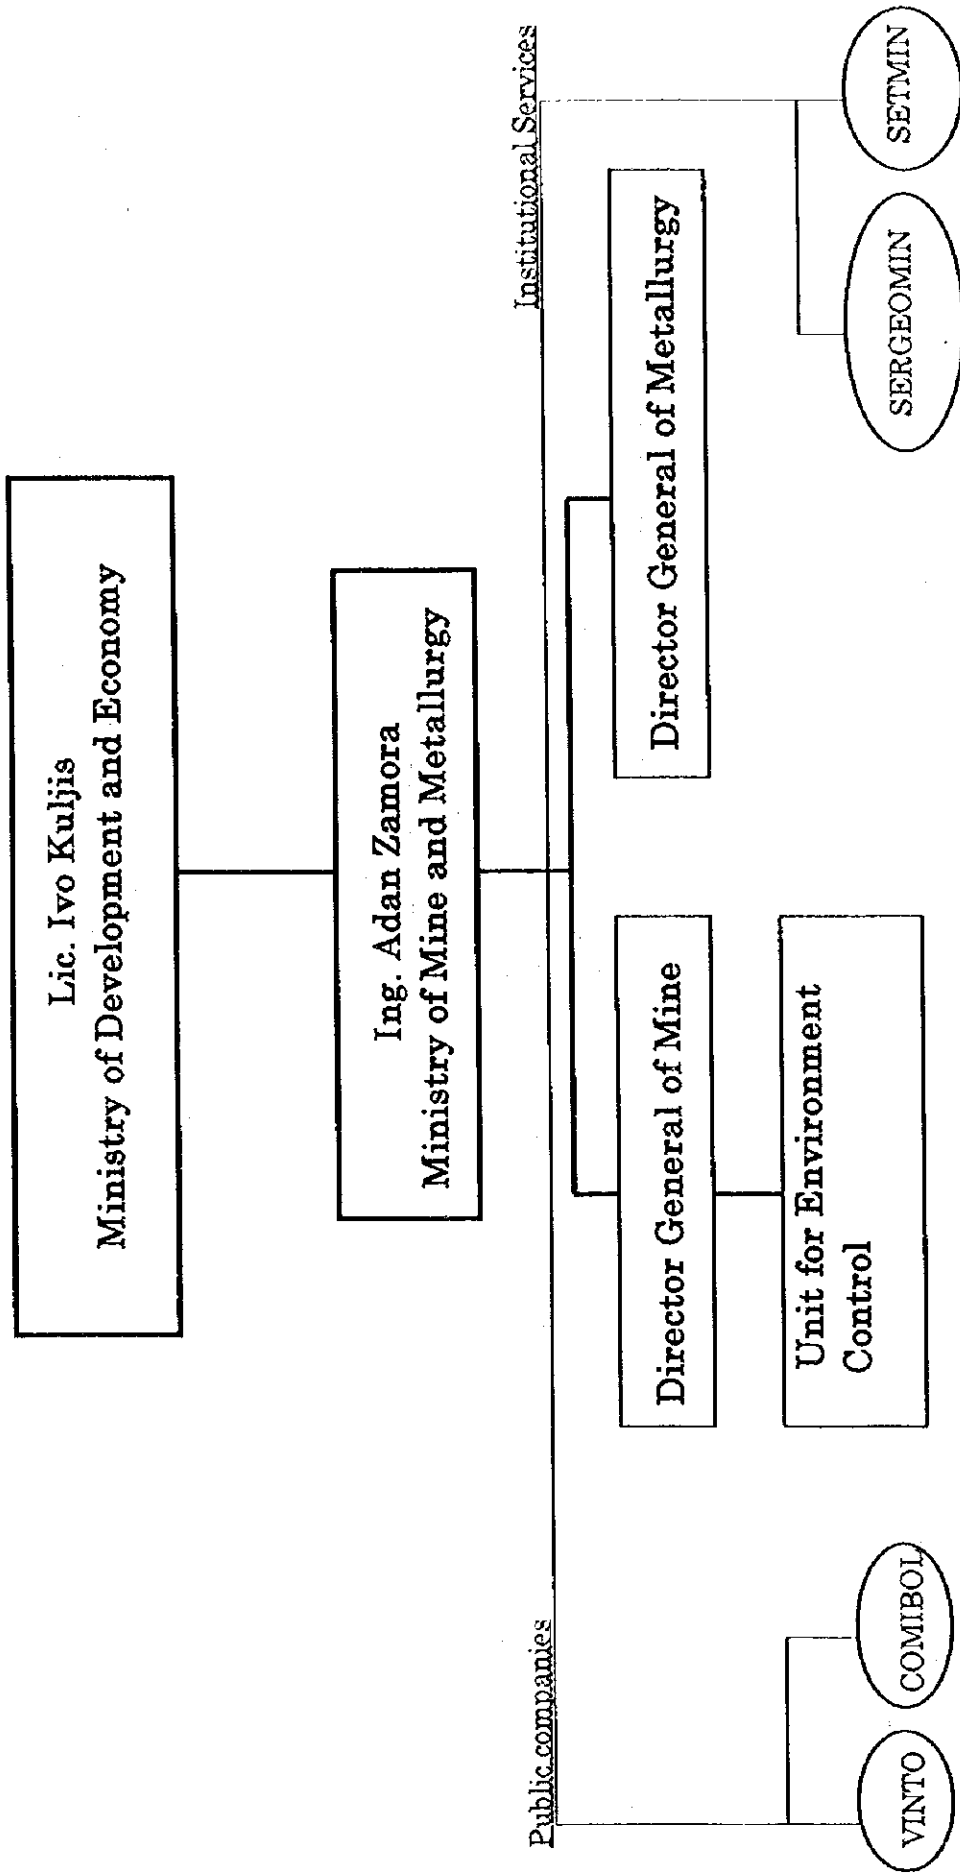 Lic. Ivo Kuljis
Ministry of Development and Economy
Ing. Adan Zamora
Ministry of Mine and Metallurgy
Public companies
Institutional Services
Director General of Mine
Director General of Metallurgy
Unit for Environment
Control
VINTO
COMIBOL
SERGEOMIN
SETMIN